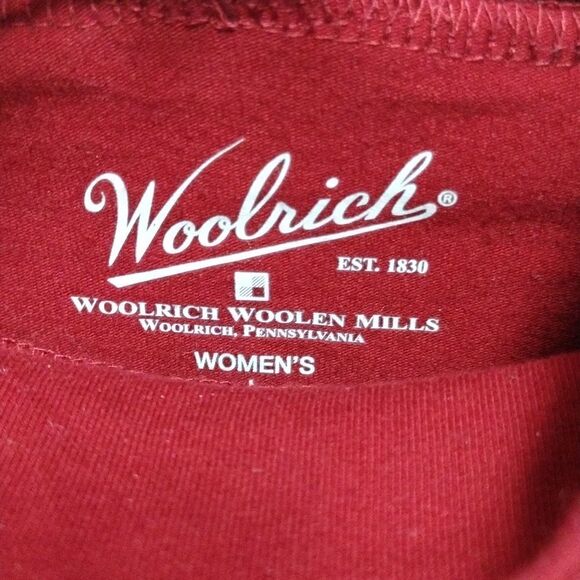 Woolrich®
EST. 1830
WOOLRICH WOOLEN MILLS
WOOLRICH, PENNSYLVANIA
WOMEN'S